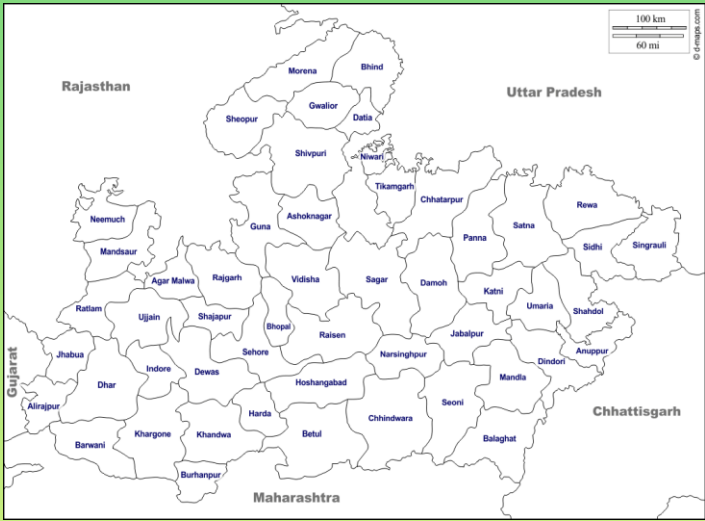 100 km
60 mi
© d-maps.com
Rajasthan
Uttar Pradesh
Gujarat
Chhattisgarh
Maharashtra
Morena
Bhind
Gwalior
Sheopur
Datia
Shivpuri
Niwari
Tikamgarh
Chhatarpur
Neemuch
Guna
Ashoknagar
Panna
Satna
Rewa
Sidhi
Singrauli
Mandsaur
Agar Malwa
Rajgarh
Vidisha
Sagar
Damoh
Katni
Umaria
Shahdol
Ratlam
Ujjain
Shajapur
Bhopal
Raisen
Jabalpur
Anuppur
Jhabua
Indore
Dewas
Sehore
Narsinghpur
Dindori
Dhar
Hoshangabad
Mandla
Alirajpur
Harda
Chhindwara
Seoni
Barwani
Khargone
Khandwa
Betul
Balaghat
Burhanpur